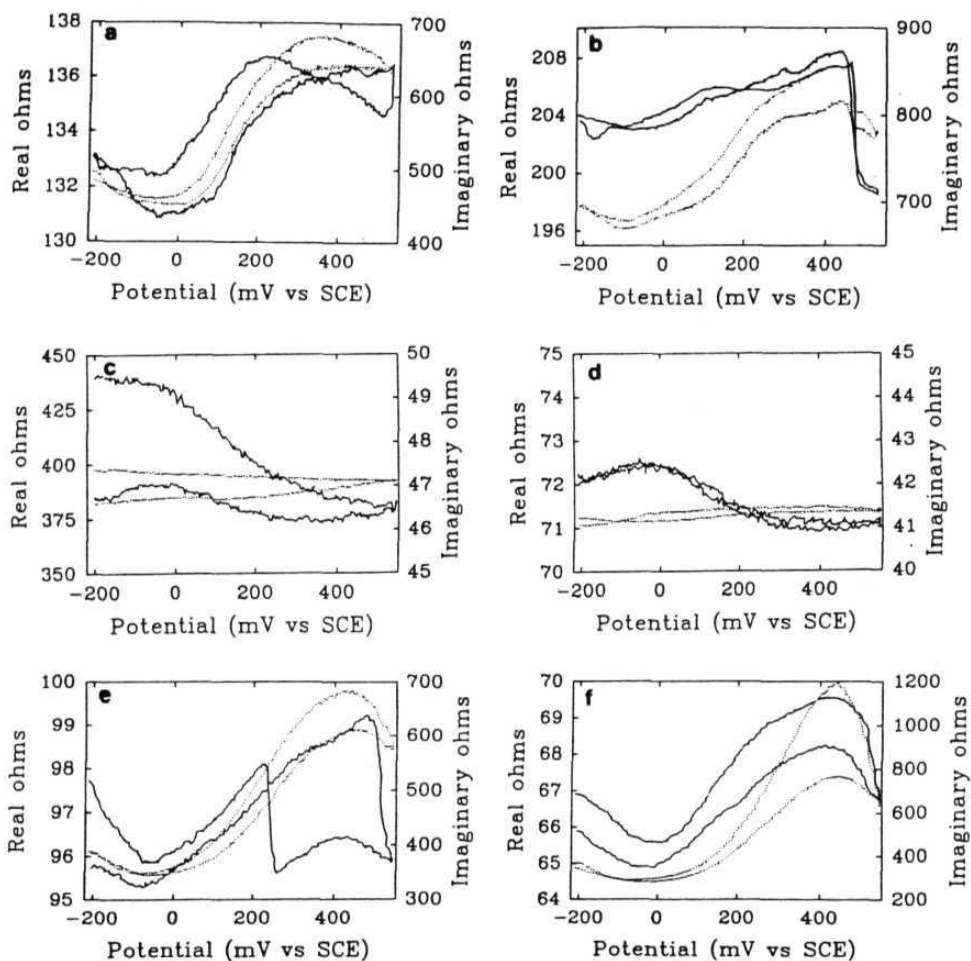 a
Real ohms
138
136
134
132
130
700
600
500
400
Imaginary ohms
−200 0 200 400
Potential (mV vs SCE)
b
Real ohms
208
204
200
196
900
800
700
Imaginary ohms
−200 0 200 400
Potential (mV vs SCE)
c
Real ohms
450
425
400
375
350
50
49
48
47
46
45
Imaginary ohms
−200 0 200 400
Potential (mV vs SCE)
d
Real ohms
75
74
73
72
71
70
45
44
43
42
41
40
Imaginary ohms
−200 0 200 400
Potential (mV vs SCE)
e
Real ohms
100
99
98
97
96
95
700
600
500
400
300
Imaginary ohms
−200 0 200 400
Potential (mV vs SCE)
f
Real ohms
70
69
68
67
66
65
64
1200
1000
800
600
400
200
Imaginary ohms
−200 0 200 400
Potential (mV vs SCE)